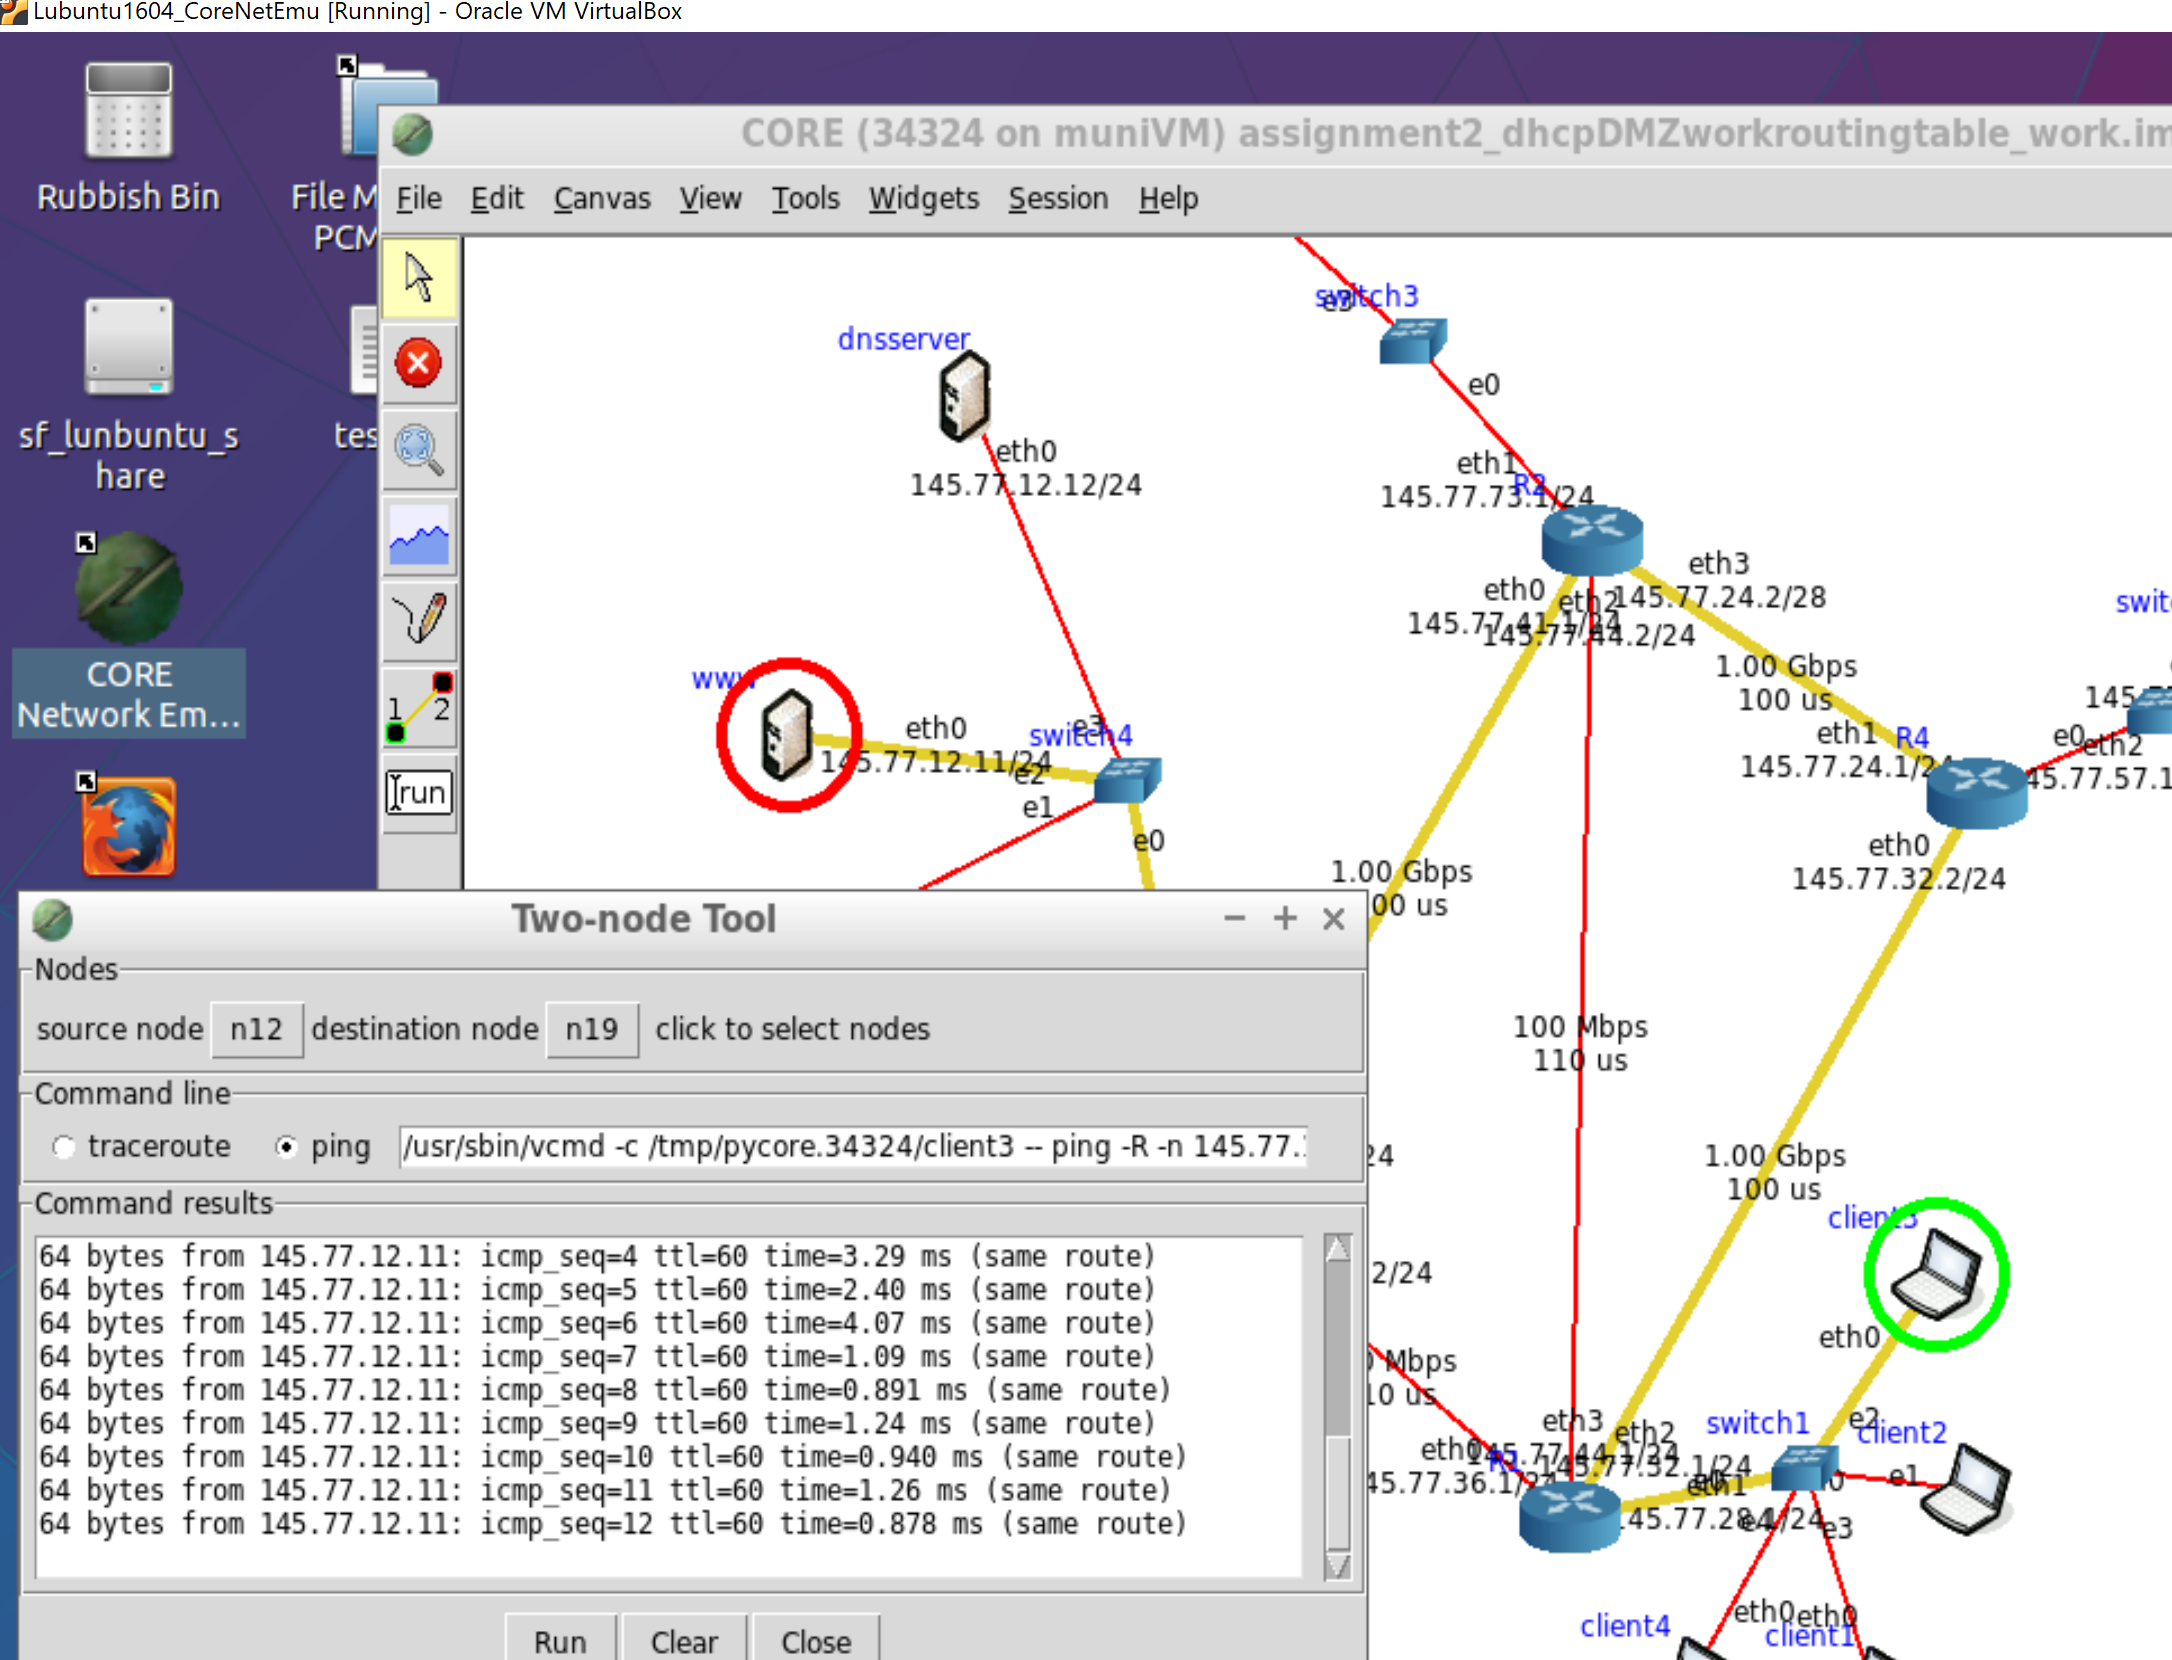 Lubuntu1604_CoreNetEmu [Running] - Oracle VM VirtualBox
Rubbish Bin
File M
PCM
sf_lunbuntu_s
hare
tes
CORE
Network Em...
CORE (34324 on muniVM) assignment2_dhcpDMZworkroutingtable_work.im
File Edit Canvas View Tools Widgets Session Help
1 2
run
switch3
e0
dnsserver
eth0
145.77.12.12/24
eth1
R2
145.77.73.1/24
eth3
145.77.24.2/28
eth0
eth2
145.77.41.1/24
145.77.44.2/24
swit
1.00 Gbps
100 us
www
eth0
145.77.12.11/24
e3
switch4
e2
e1
e0
eth1
R4
145.77.24.1/24
e0
eth2
45.77.57.1
eth0
145.77.32.2/24
1.00 Gbps
00 us
100 Mbps
110 us
24
1.00 Gbps
100 us
2/24
Mbps
10 us
client3
eth0
e2
client2
switch1
e1
eth3
eth2
eth0
145.77.44.1/24
145.77.32.1/24
R1
45.77.36.1/24
eth1
e3
client4
eth0
eth0
client1
Two-node Tool
Nodes
source node n12 destination node n19 click to select nodes
Command line
traceroute ping /usr/sbin/vcmd -c /tmp/pycore.34324/client3 -- ping -R -n 145.77.
Command results
64 bytes from 145.77.12.11: icmp_seq=4 ttl=60 time=3.29 ms (same route)
64 bytes from 145.77.12.11: icmp_seq=5 ttl=60 time=2.40 ms (same route)
64 bytes from 145.77.12.11: icmp_seq=6 ttl=60 time=4.07 ms (same route)
64 bytes from 145.77.12.11: icmp_seq=7 ttl=60 time=1.09 ms (same route)
64 bytes from 145.77.12.11: icmp_seq=8 ttl=60 time=0.891 ms (same route)
64 bytes from 145.77.12.11: icmp_seq=9 ttl=60 time=1.24 ms (same route)
64 bytes from 145.77.12.11: icmp_seq=10 ttl=60 time=0.940 ms (same route)
64 bytes from 145.77.12.11: icmp_seq=11 ttl=60 time=1.26 ms (same route)
64 bytes from 145.77.12.11: icmp_seq=12 ttl=60 time=0.878 ms (same route)
Run Clear Close